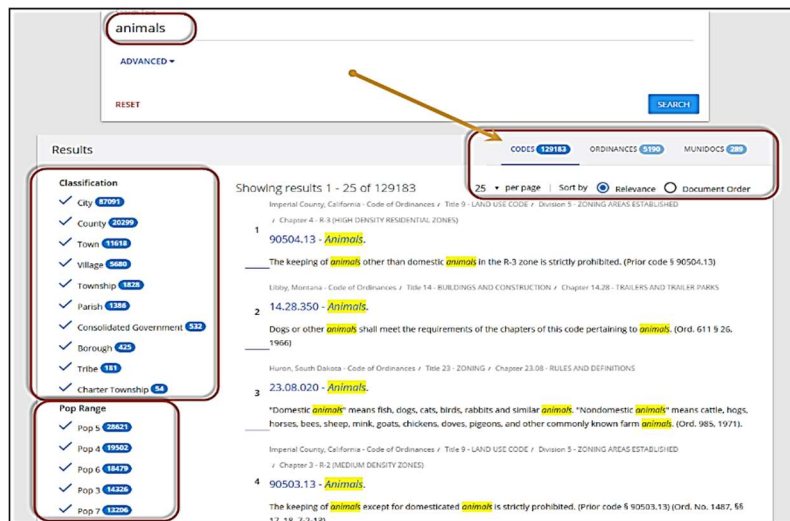 animals
ADVANCED
RESET
SEARCH
Results
CODES 129183 ORDINANCES 5190 MUNIDOCS 289
Classification
City 87091
County 20299
Town 11618
Village 5680
Township 1828
Parish 1386
Consolidated Government 532
Borough 425
Tribe 181
Charter Township 54
Pop Range
Pop 5 28621
Pop 4 19502
Pop 6 18479
Pop 3 14326
Pop 7 13206
Showing results 1 - 25 of 129183
25 per page | Sort by Relevance Document Order
Imperial County, California - Code of Ordinances / Title 9 - LAND USE CODE / Division 5 - ZONING AREAS ESTABLISHED
/ Chapter 4 - R-3 (HIGH DENSITY RESIDENTIAL ZONES)
1
90504.13 - Animals.
The keeping of animals other than domestic animals in the R-3 zone is strictly prohibited. (Prior code § 90504.13)
Libby, Montana - Code of Ordinances / Title 14 - BUILDINGS AND CONSTRUCTION / Chapter 14.28 - TRAILERS AND TRAILER PARKS
2
14.28.350 - Animals.
Dogs or other animals shall meet the requirements of the chapters of this code pertaining to animals. (Ord. 611 § 26,
1966)
Huron, South Dakota - Code of Ordinances / Title 23 - ZONING / Chapter 23.08 - RULES AND DEFINITIONS
3
23.08.020 - Animals.
"Domestic animals" means fish, dogs, cats, birds, rabbits and similar animals. "Nondomestic animals" means cattle, hogs,
horses, bees, sheep, mink, goats, chickens, doves, pigeons, and other commonly known farm animals. (Ord. 985, 1971).
Imperial County, California - Code of Ordinances / Title 9 - LAND USE CODE / Division 5 - ZONING AREAS ESTABLISHED
/ Chapter 3 - R-2 (MEDIUM DENSITY ZONES)
4
90503.13 - Animals.
The keeping of animals except for domesticated animals is strictly prohibited. (Prior code § 90503.13) (Ord. No. 1487, §§